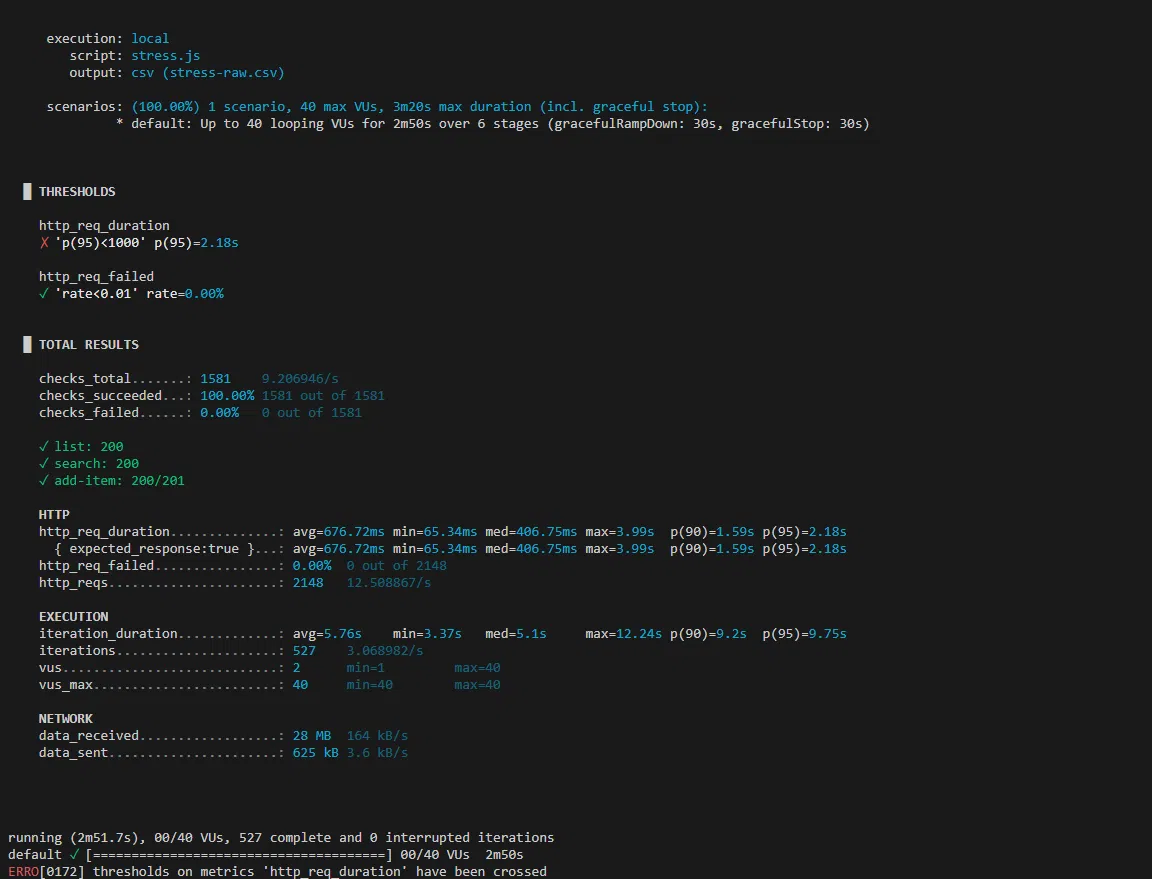 execution: local
script: stress.js
output: csv (stress-raw.csv)
scenarios: (100.00%) 1 scenario, 40 max VUs, 3m20s max duration (incl. graceful stop):
* default: Up to 40 looping VUs for 2m50s over 6 stages (gracefulRampDown: 30s, gracefulStop: 30s)
█ THRESHOLDS
http_req_duration
✗ 'p(95)<1000' p(95)=2.18s
http_req_failed
✓ 'rate<0.01' rate=0.00%
█ TOTAL RESULTS
checks_total.......: 1581 9.206946/s
checks_succeeded...: 100.00% 1581 out of 1581
checks_failed......: 0.00% 0 out of 1581
✓ list: 200
✓ search: 200
✓ add-item: 200/201
HTTP
http_req_duration..............: avg=676.72ms min=65.34ms med=406.75ms max=3.99s p(90)=1.59s p(95)=2.18s
{ expected_response:true }...: avg=676.72ms min=65.34ms med=406.75ms max=3.99s p(90)=1.59s p(95)=2.18s
http_req_failed................: 0.00% 0 out of 2148
http_reqs......................: 2148 12.508867/s
EXECUTION
iteration_duration.............: avg=5.76s min=3.37s med=5.1s max=12.24s p(90)=9.2s p(95)=9.75s
iterations.....................: 527 3.068982/s
vus............................: 2 min=1 max=40
vus_max........................: 40 min=40 max=40
NETWORK
data_received..................: 28 MB 164 kB/s
data_sent......................: 625 kB 3.6 kB/s
running (2m51.7s), 00/40 VUs, 527 complete and 0 interrupted iterations
default ✓ [======================================] 00/40 VUs 2m50s
ERRO[0172] thresholds on metrics 'http_req_duration' have been crossed